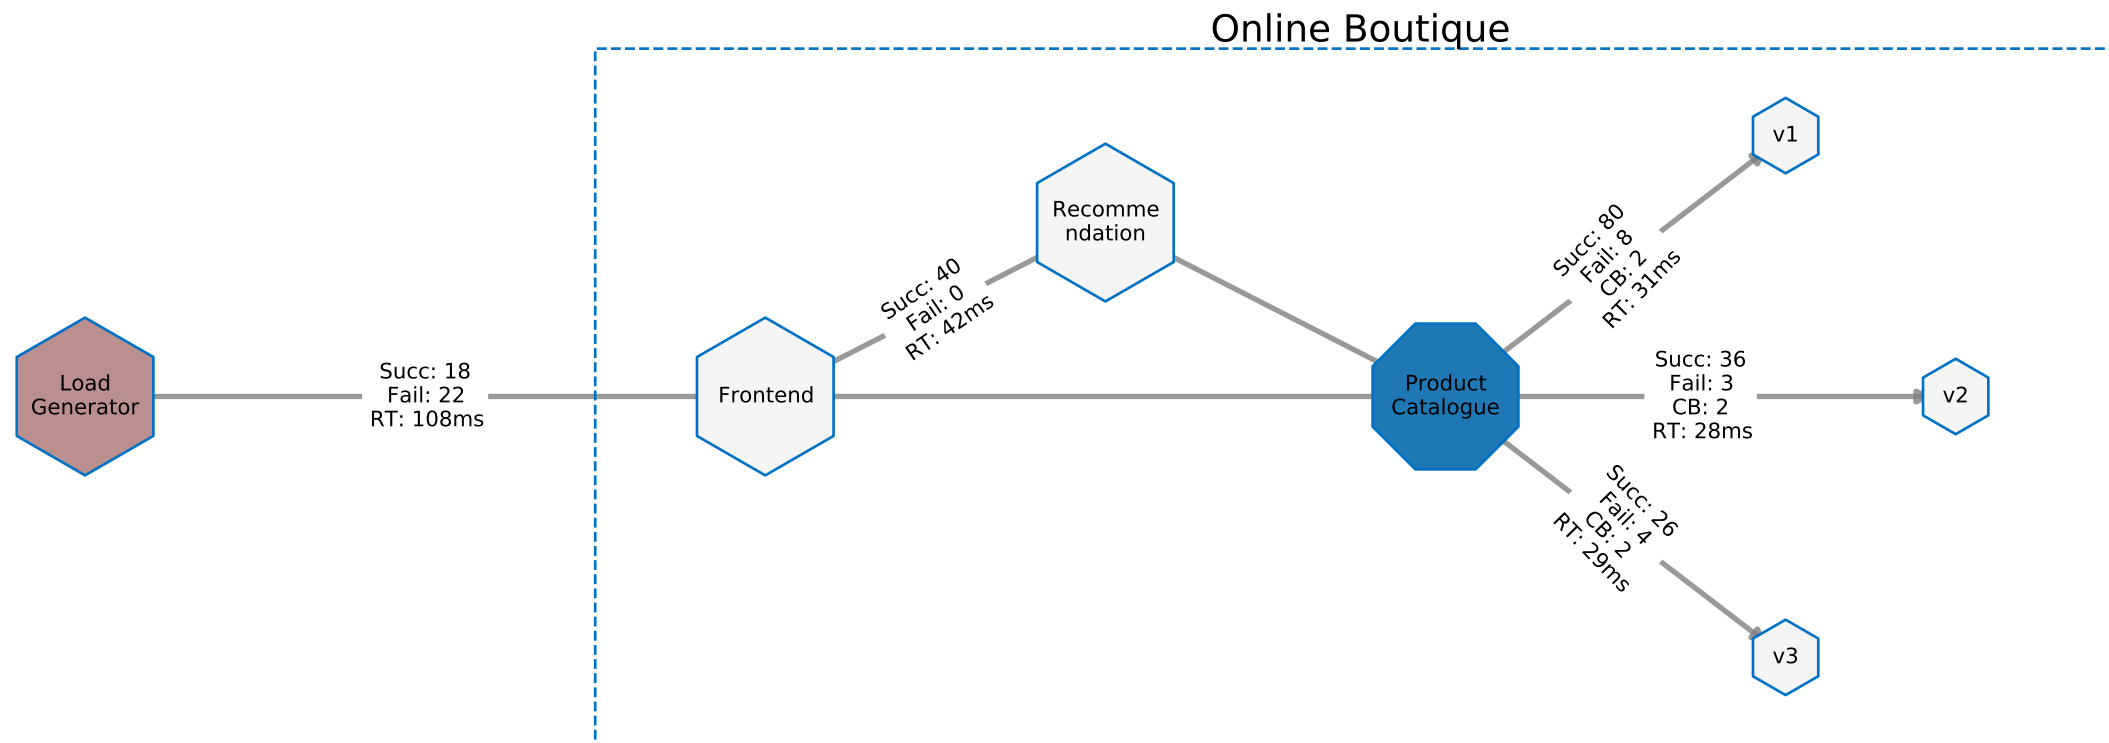 Online Boutique
Load
Generator
Succ: 18
Fail: 22
RT: 108ms
Frontend
Succ: 40
Fail: 0
RT: 42ms
Recomme
ndation
Product
Catalogue
Succ: 80
Fail: 8
CB: 2
RT: 31ms
v1
Succ: 36
Fail: 3
CB: 2
RT: 28ms
v2
Succ: 26
Fail: 4
CB: 2
RT: 29ms
v3